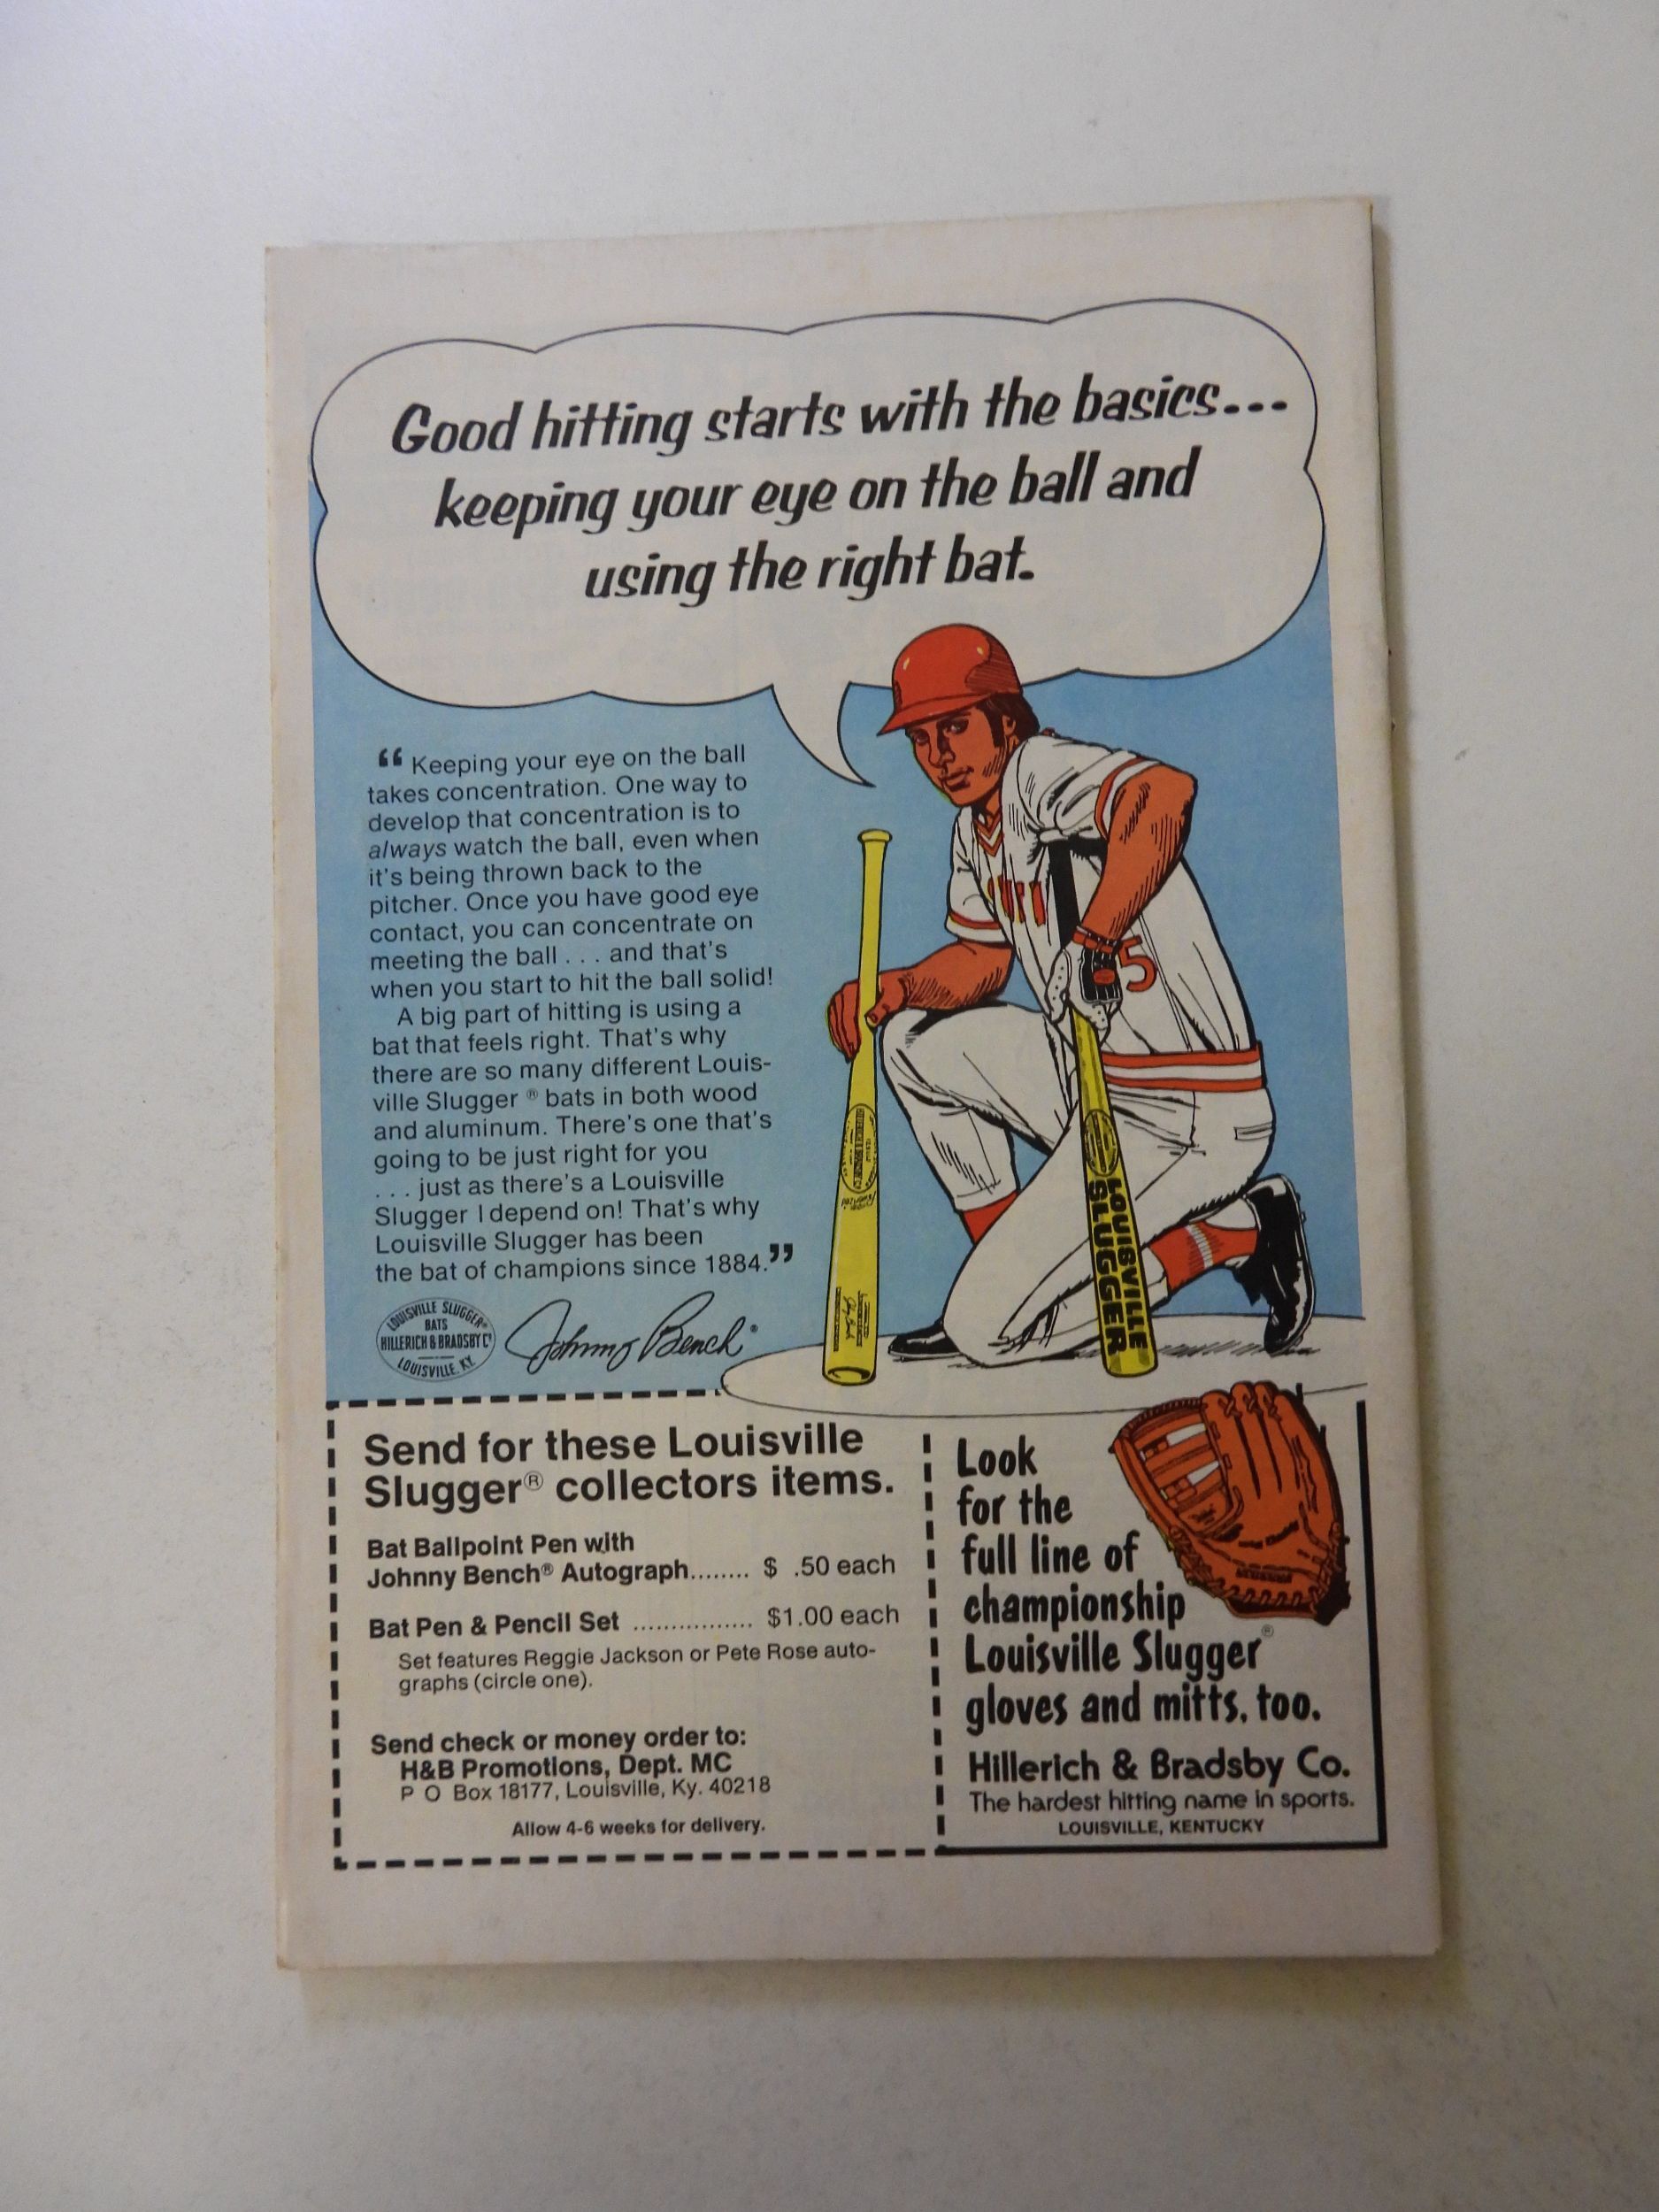 Good hitting starts with the basics...
keeping your eye on the ball and
using the right bat.
“ Keeping your eye on the ball
takes concentration. One way to
develop that concentration is to
always watch the ball, even when
it's being thrown back to the
pitcher. Once you have good eye
contact, you can concentrate on
meeting the ball . . . and that's
when you start to hit the ball solid!
A big part of hitting is using a
bat that feels right. That's why
there are so many different Louis-
ville Slugger ® bats in both wood
and aluminum. There's one that's
going to be just right for you
. . . just as there's a Louisville
Slugger I depend on! That's why
Louisville Slugger has been
the bat of champions since 1884.”
LOUISVILLE SLUGGER®
BATS
HILLERICH & BRADSBY Co
LOUISVILLE. KY.
Johnny Bench®
5
LOUISVILLE
SLUGGER
Send for these Louisville
Slugger® collectors items.
Bat Ballpoint Pen with
Johnny Bench® Autograph........ $ .50 each
Bat Pen & Pencil Set ................ $1.00 each
Set features Reggie Jackson or Pete Rose auto-
graphs (circle one).
Send check or money order to:
H&B Promotions, Dept. MC
P O Box 18177, Louisville, Ky. 40218
Allow 4-6 weeks for delivery.
Look
for the
full line of
championship
Louisville Slugger®
gloves and mitts, too.
Hillerich & Bradsby Co.
The hardest hitting name in sports.
LOUISVILLE, KENTUCKY